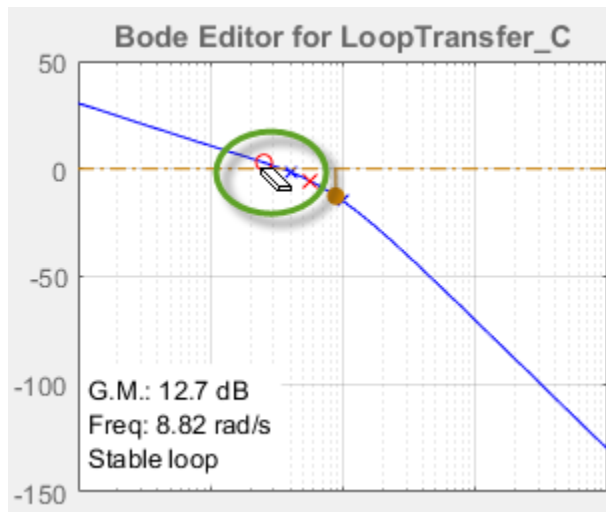 Bode Editor for LoopTransfer_C
50
0
-50
-100
-150
G.M.: 12.7 dB
Freq: 8.82 rad/s
Stable loop